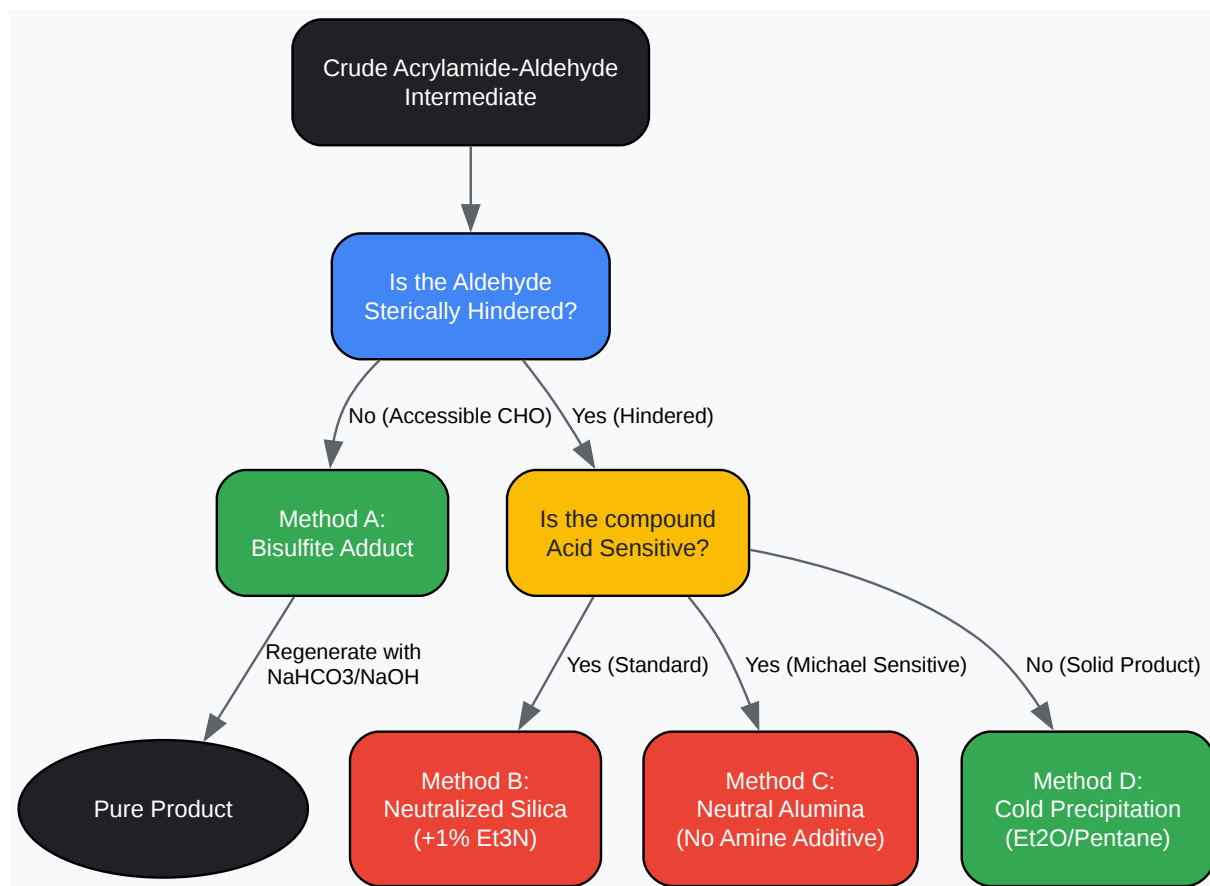 Crude Acrylamide-Aldehyde
Intermediate
Is the Aldehyde
Sterically Hindered?
No (Accessible CHO)
Yes (Hindered)
Method A:
Bisulfite Adduct
Is the compound
Acid Sensitive?
Regenerate with
NaHCO3/NaOH
Yes (Standard)
Yes (Michael Sensitive)
No (Solid Product)
Pure Product
Method B:
Neutralized Silica
(+1% Et3N)
Method C:
Neutral Alumina
(No Amine Additive)
Method D:
Cold Precipitation
(Et2O/Pentane)